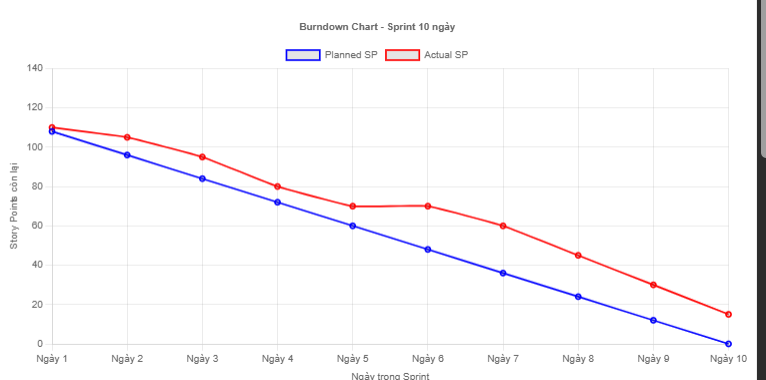 Burndown Chart - Sprint 10 ngày
Planned SP
Actual SP
Story Points còn lại
140
120
100
80
60
40
20
0
Ngày 1 Ngày 2 Ngày 3 Ngày 4 Ngày 5 Ngày 6 Ngày 7 Ngày 8 Ngày 9 Ngày 10
Ngày trong Sprint